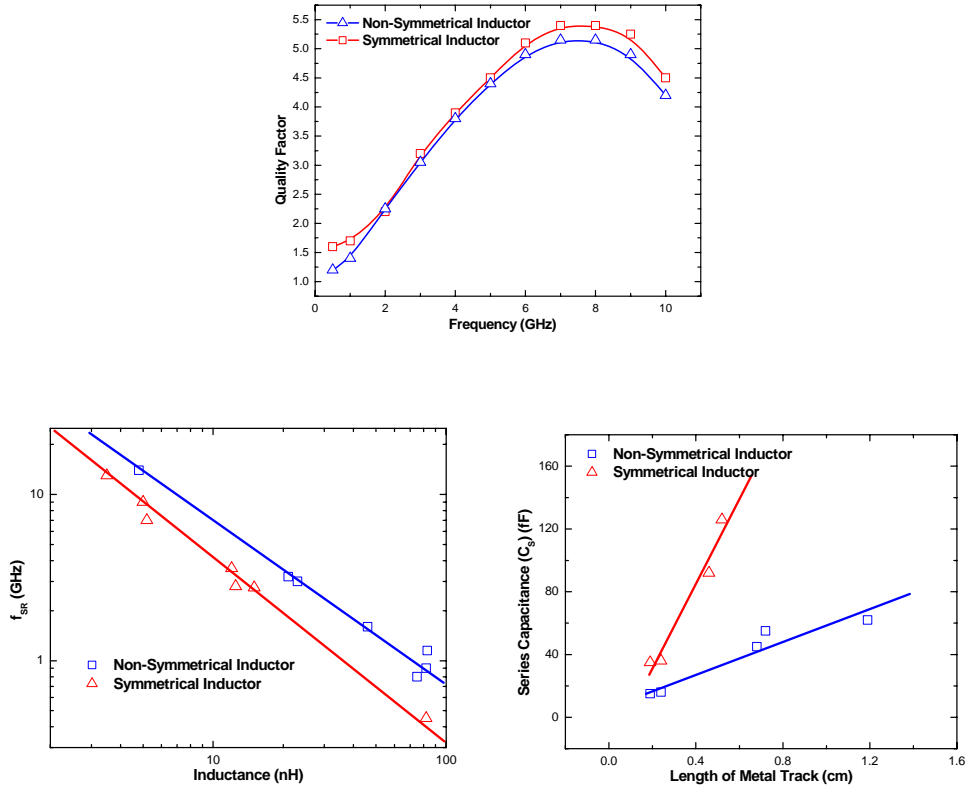 Non-Symmetrical Inductor
Symmetrical Inductor
5.5
5.0
4.5
4.0
3.5
3.0
2.5
2.0
1.5
1.0
Quality Factor
0 2 4 6 8 10
Frequency (GHz)
10
1
f_SR (GHz)
Non-Symmetrical Inductor
Symmetrical Inductor
10 100
Inductance (nH)
Non-Symmetrical Inductor
Symmetrical Inductor
160
120
80
40
0
Series Capacitance (C_S) (fF)
0.0 0.4 0.8 1.2 1.6
Length of Metal Track (cm)